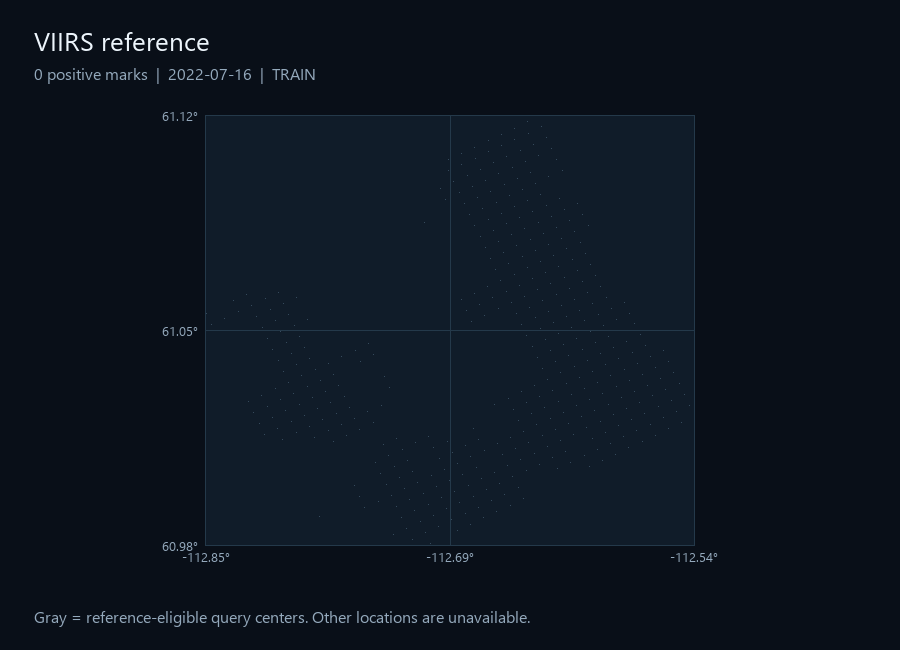 VIIRS reference
0 positive marks | 2022-07-16 | TRAIN
61.12°
61.05°
60.98°
-112.85°
-112.69°
-112.54°
Gray = reference-eligible query centers. Other locations are unavailable.